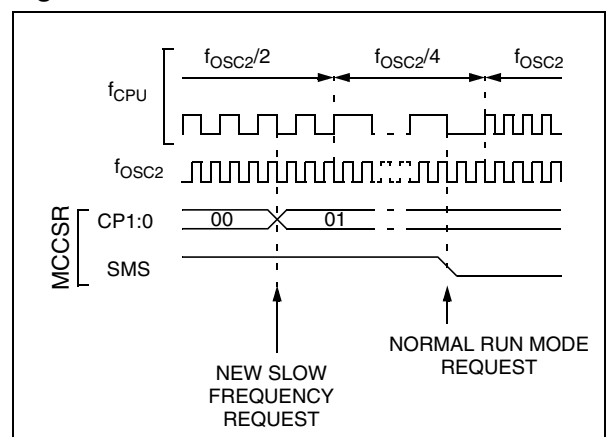 fOSC2/2
fOSC2/4
fOSC2
fCPU
fOSC2
MCCSR
CP1:0
00
01
SMS
NEW SLOW
FREQUENCY
REQUEST
NORMAL RUN MODE
REQUEST